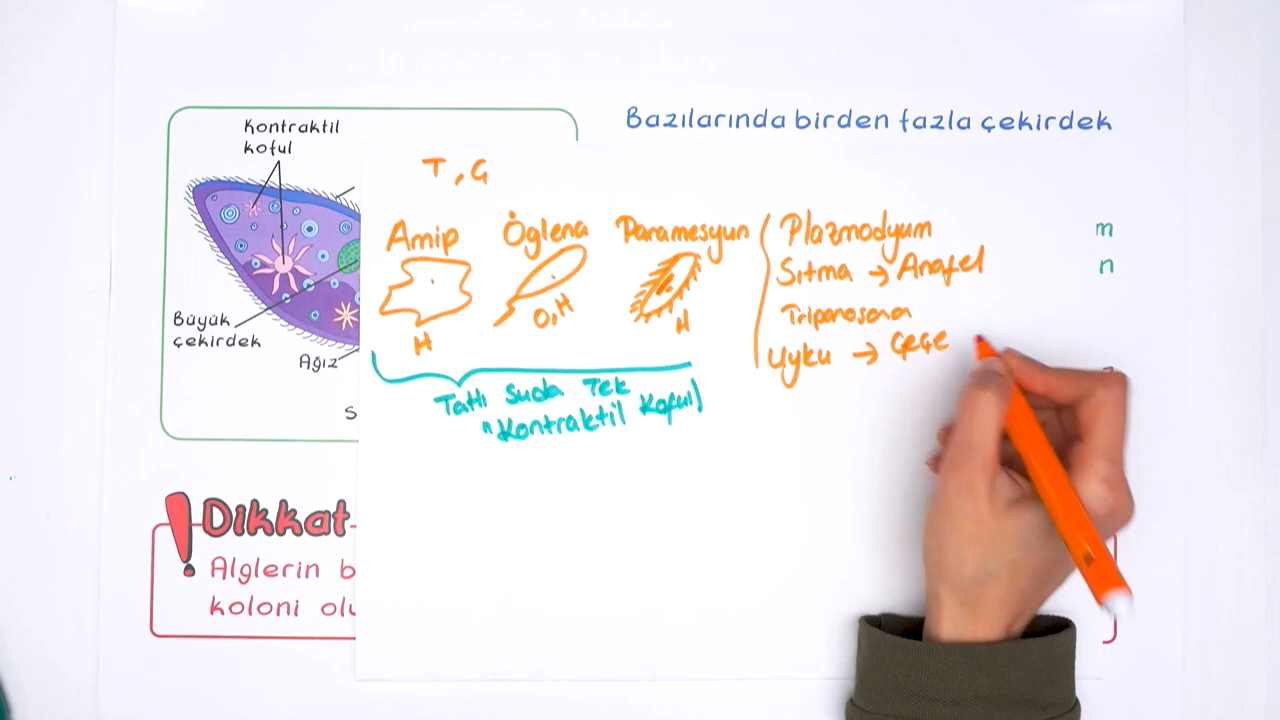 Bazılarında birden fazla çekirdek
Kontraktil
koful
Büyük
çekirdek
Ağız
S
T, G
Amip
Öglena
Paramesyum
H
O, H
H
Tatlı Suda Tek
"Kontraktil Koful)
Plazmodyum
Sıtma → Anofel
Tripanosoma
Uyku → Çeçe
m
n
Dikkat
Alglerin b
koloni olu